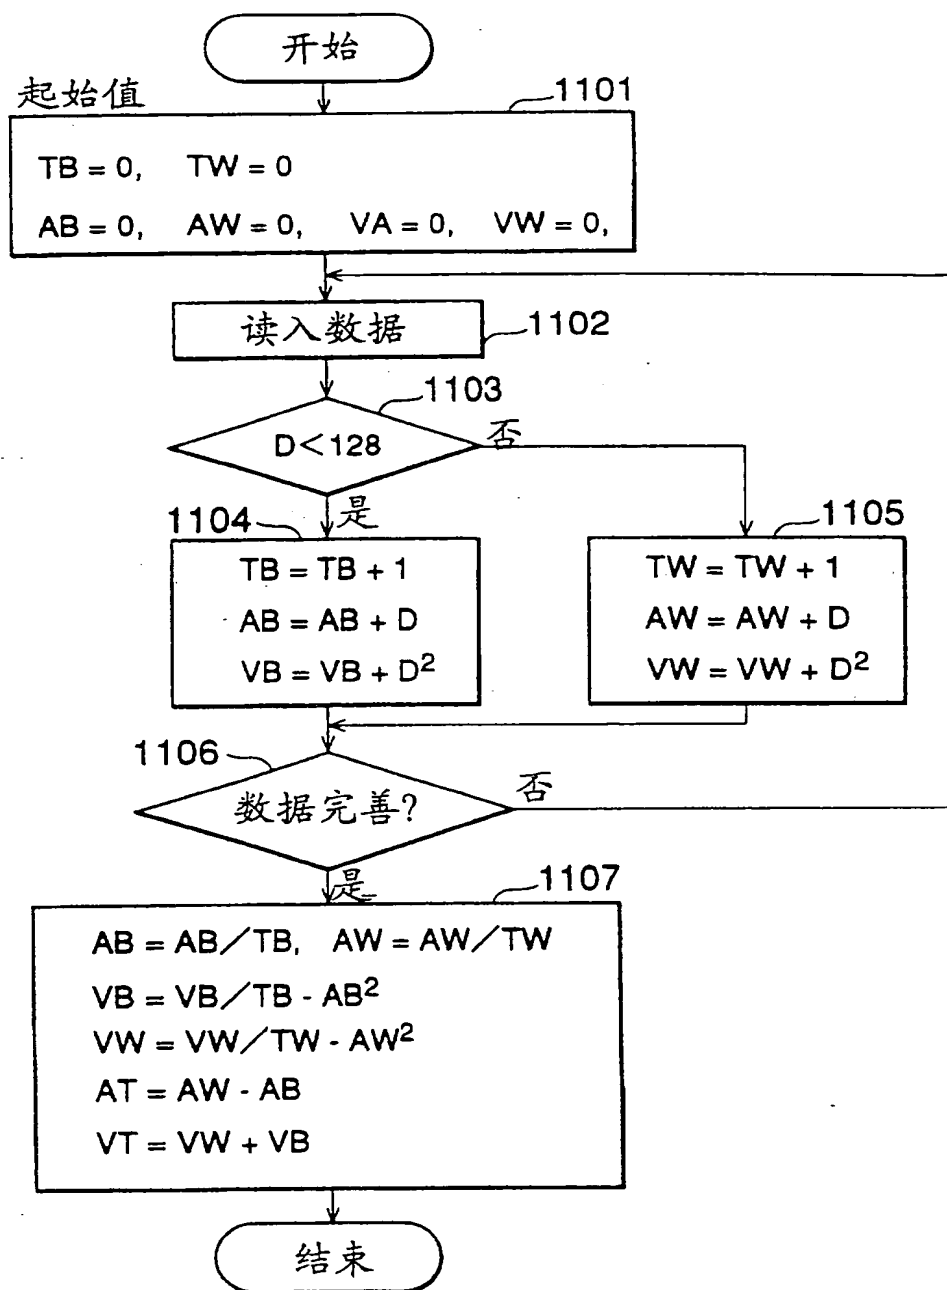 开始
起始值
1101
TB = 0, TW = 0
AB = 0, AW = 0, VA = 0, VW = 0,
读入数据
1102
1103
D<128
否
是
1104
TB = TB + 1
AB = AB + D
VB = VB + D²
1105
TW = TW + 1
AW = AW + D
VW = VW + D²
1106
数据完善?
否
是
1107
AB = AB/TB, AW = AW/TW
VB = VB/TB - AB²
VW = VW/TW - AW²
AT = AW - AB
VT = VW + VB
结束